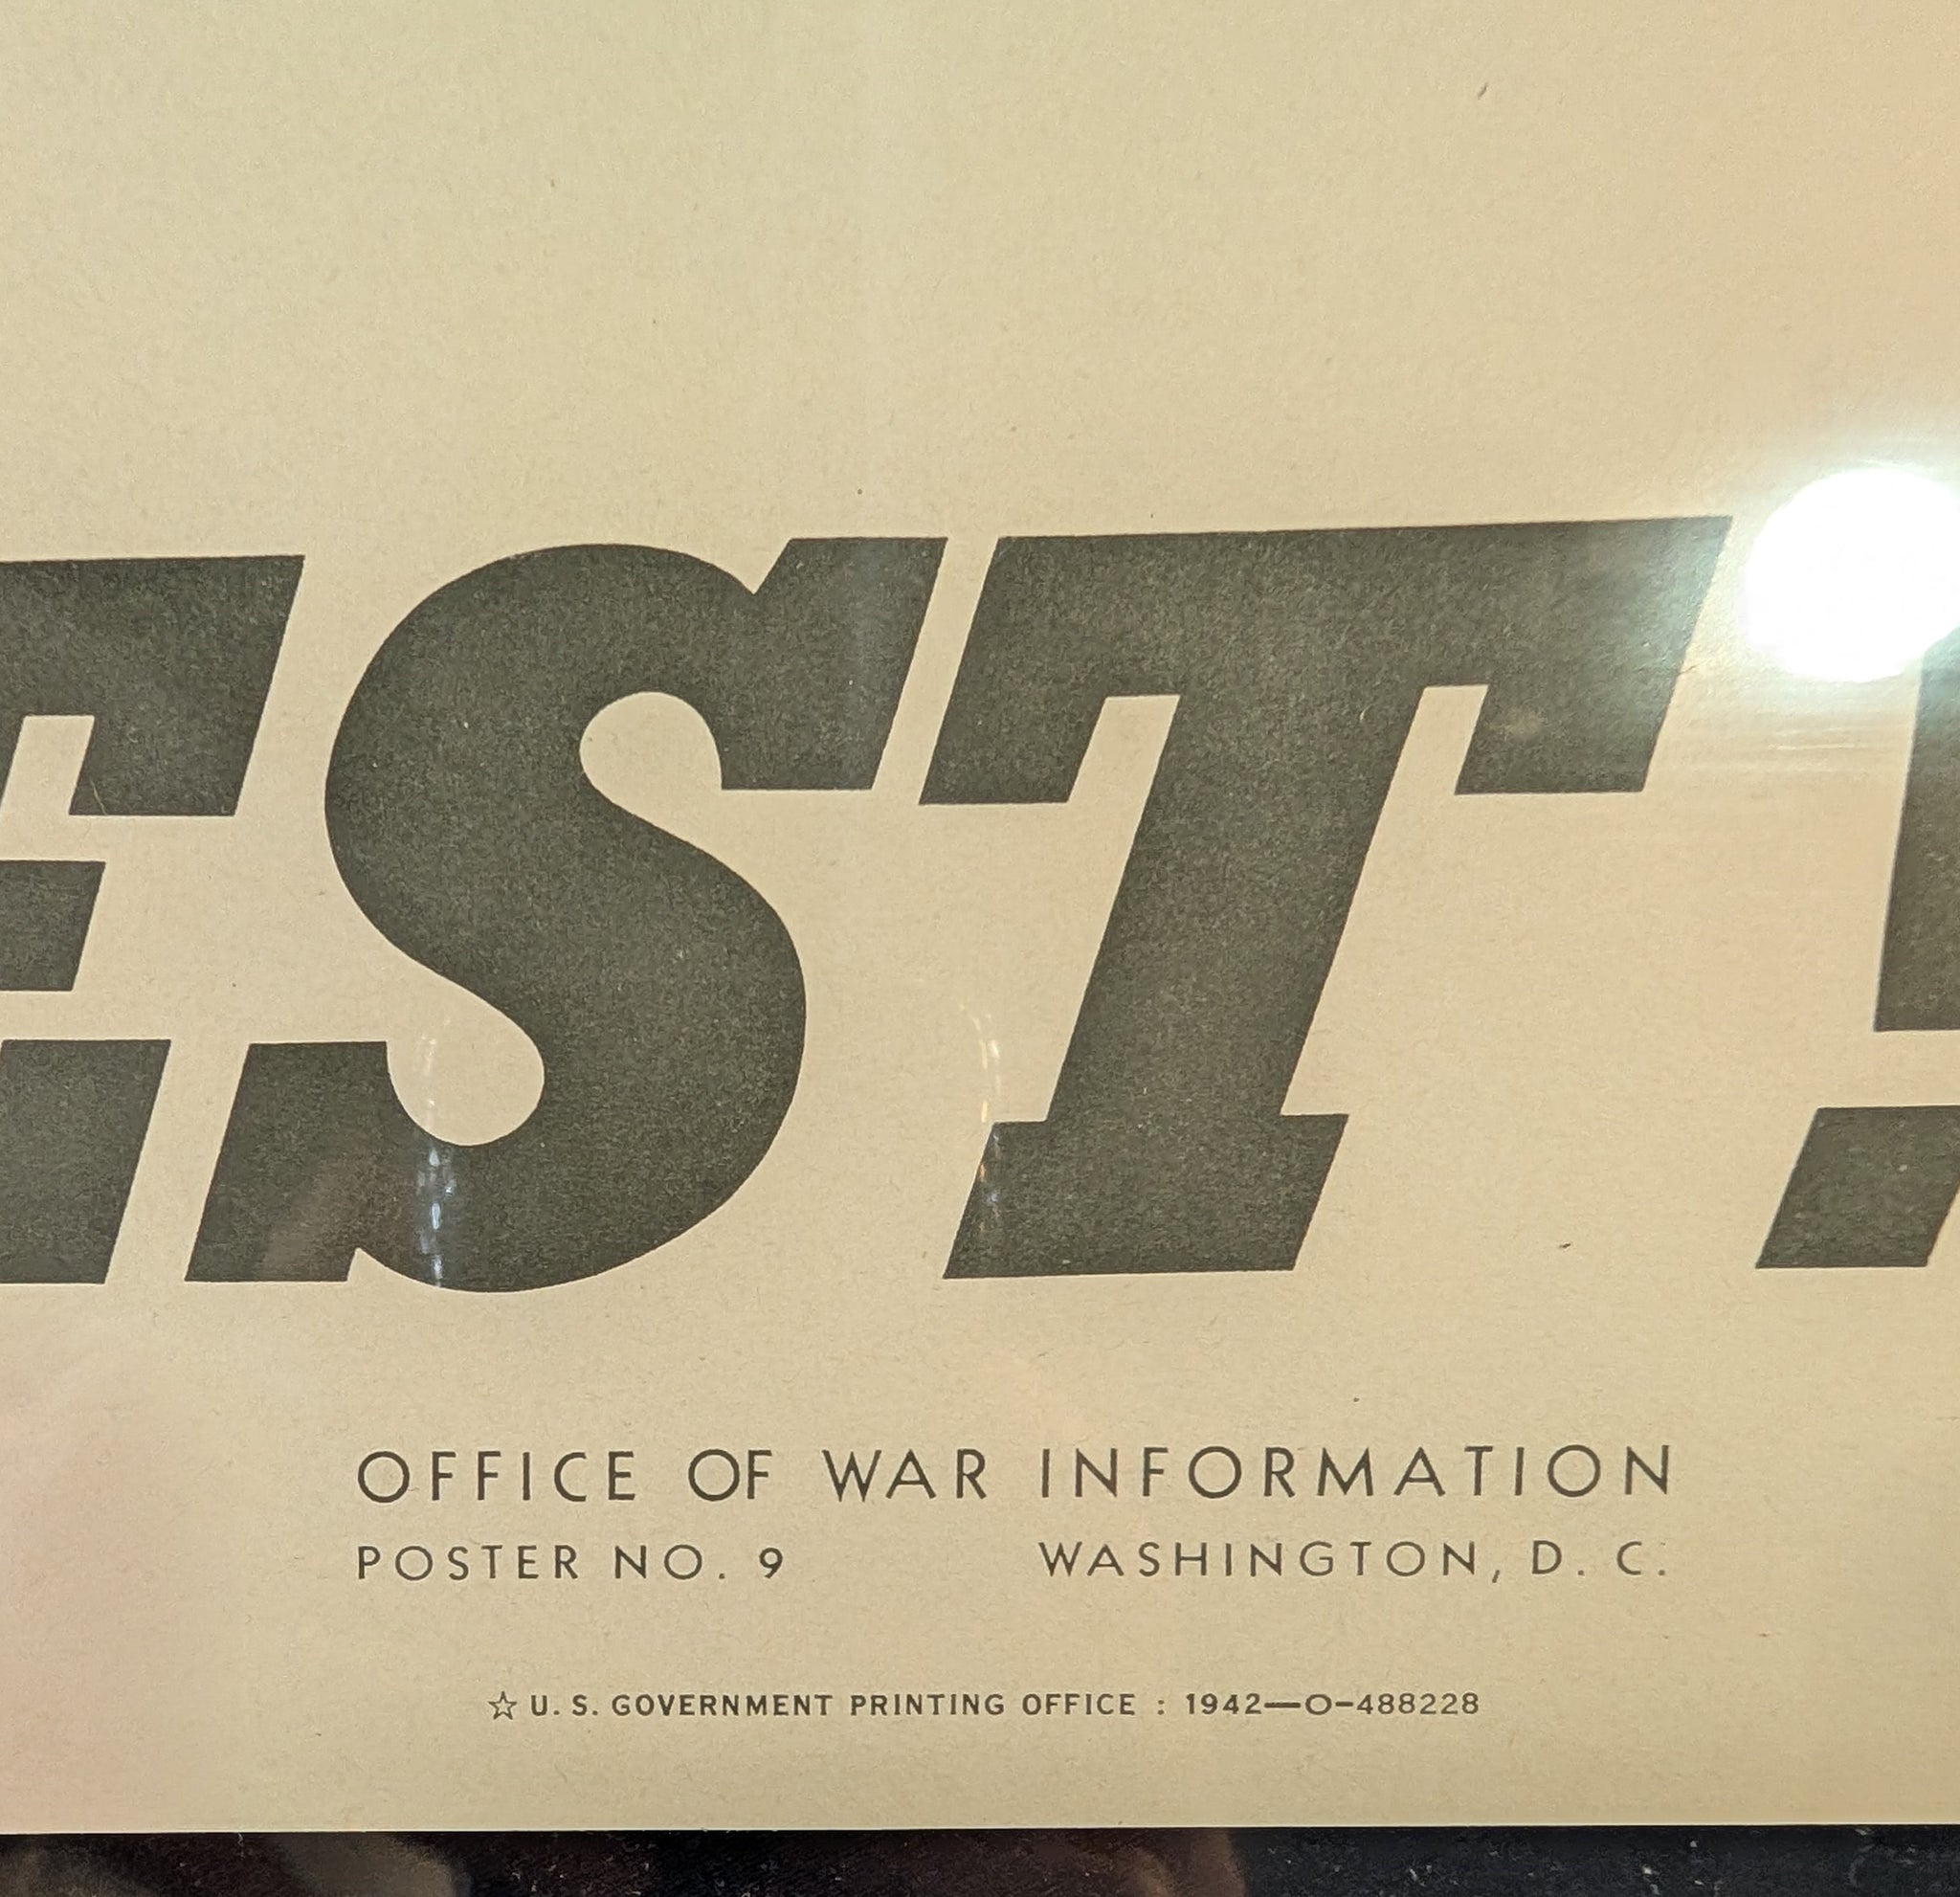 EST!
OFFICE OF WAR INFORMATION
POSTER NO. 9 WASHINGTON, D. C.
☆ U. S. GOVERNMENT PRINTING OFFICE : 1942—O-488228